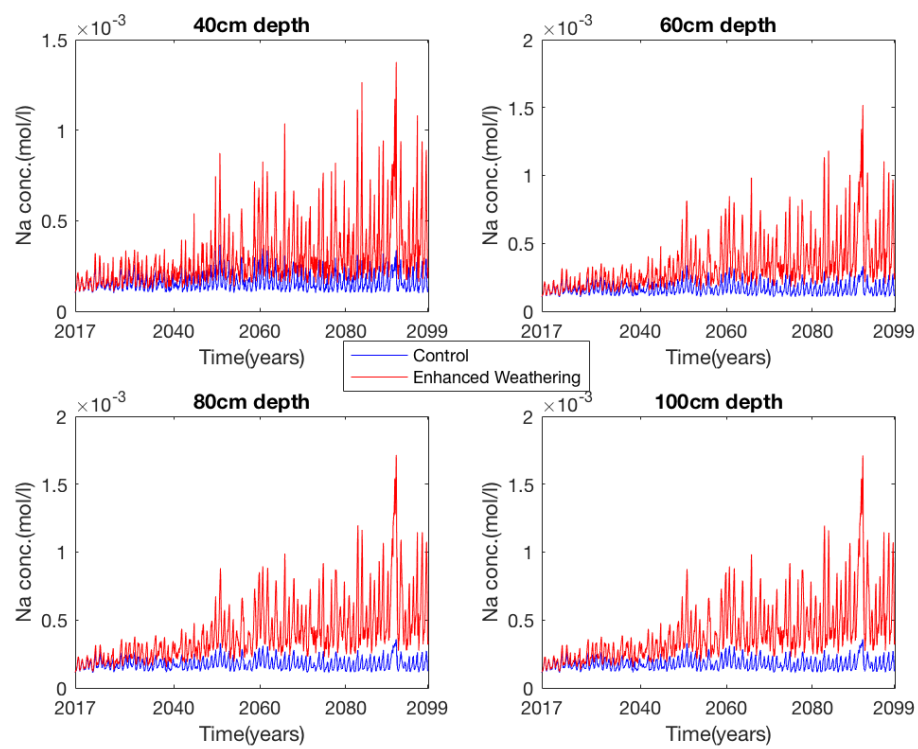 40cm depth
×10⁻³
Na conc.(mol/l)
1.5
1
0.5
0
2017 2040 2060 2080 2099
Time(years)
60cm depth
×10⁻³
Na conc.(mol/l)
2
1.5
1
0.5
0
2017 2040 2060 2080 2099
Time(years)
Control
Enhanced Weathering
80cm depth
×10⁻³
Na conc.(mol/l)
2
1.5
1
0.5
0
2017 2040 2060 2080 2099
Time(years)
100cm depth
×10⁻³
Na conc.(mol/l)
2
1.5
1
0.5
0
2017 2040 2060 2080 2099
Time(years)